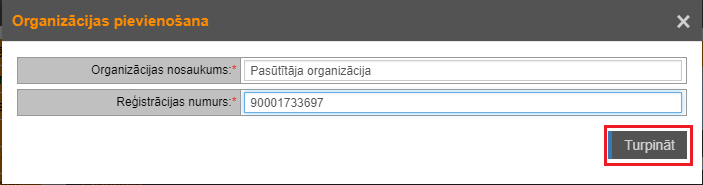 Organizācijas pievienošana
Organizācijas nosaukums:* Pasūtītāja organizācija
Reģistrācijas numurs:* 90001733697
Turpināt